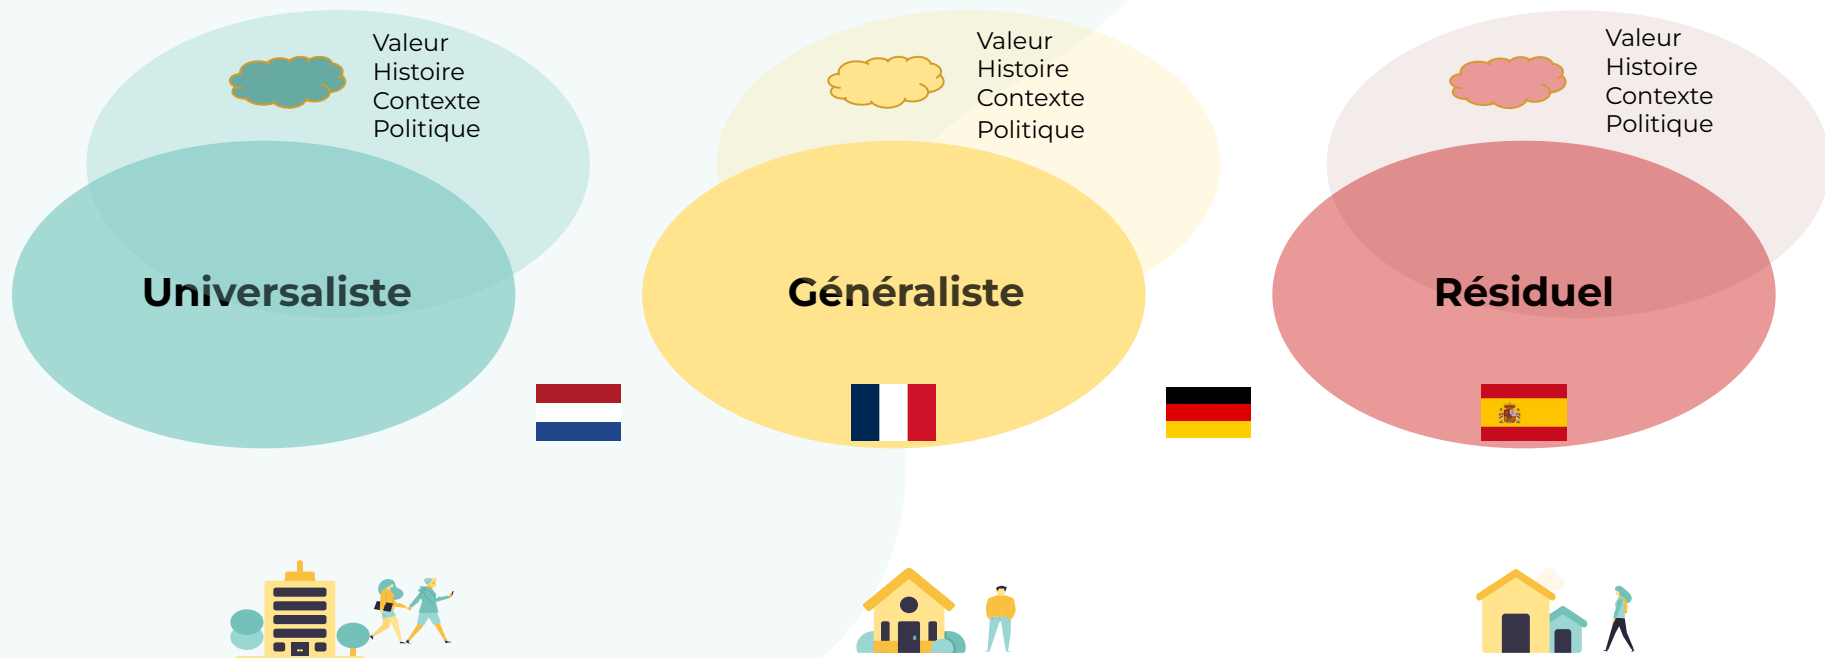 Valeur
Histoire
Contexte
Politique
Universaliste
Valeur
Histoire
Contexte
Politique
Généraliste
Valeur
Histoire
Contexte
Politique
Résiduel